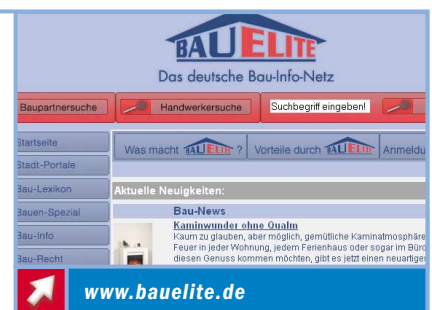 BAUELITE
Das deutsche Bau-Info-Netz
Baupartnersuche
Handwerkersuche
Suchbegriff eingeben!
Startseite
Stadt-Portale
Bau-Lexikon
Bauen-Spezial
Bau-Info
Bau-Recht
Was macht BAUELITE ?
Vorteile durch BAUELITE
Anmeldu
Aktuelle Neuigkeiten:
Bau-News
Kaminwunder ohne Qualm
Kaum zu glauben, aber möglich, gemütliche Kaminatmosphäre
Feuer in jeder Wohnung, jedem Ferienhaus oder sogar im Büro
diesen Genuss kommen möchten, gibt es jetzt einen neuartige
www.bauelite.de